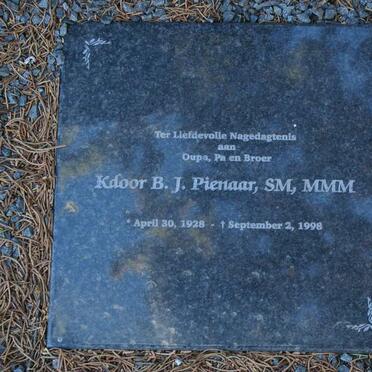 Ter Liefdevolle Nagedagtenis
aan
Oupa, Pa en Broer
Kdoor B. J. Pienaar, SM, MMM
* April 30, 1928 - † September 2, 1998